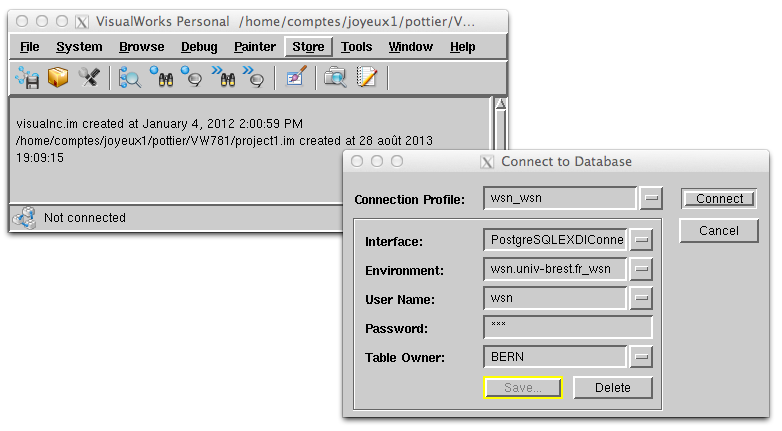 VisualWorks Personal /home/comptes/joyeux1/pottier/VW...
File System Browse Debug Painter Store Tools Window Help
visualnc.im created at January 4, 2012 2:00:59 PM
/home/comptes/joyeux1/pottier/VW781/project1.im created at 28 août 2013
19:09:15
Not connected
Connect to Database
Connection Profile: wsn_wsn Connect
Cancel
Interface: PostgreSQLEXDIConne
Environment: wsn.univ-brest.fr_wsn
User Name: wsn
Password: ***
Table Owner: BERN
Save... Delete